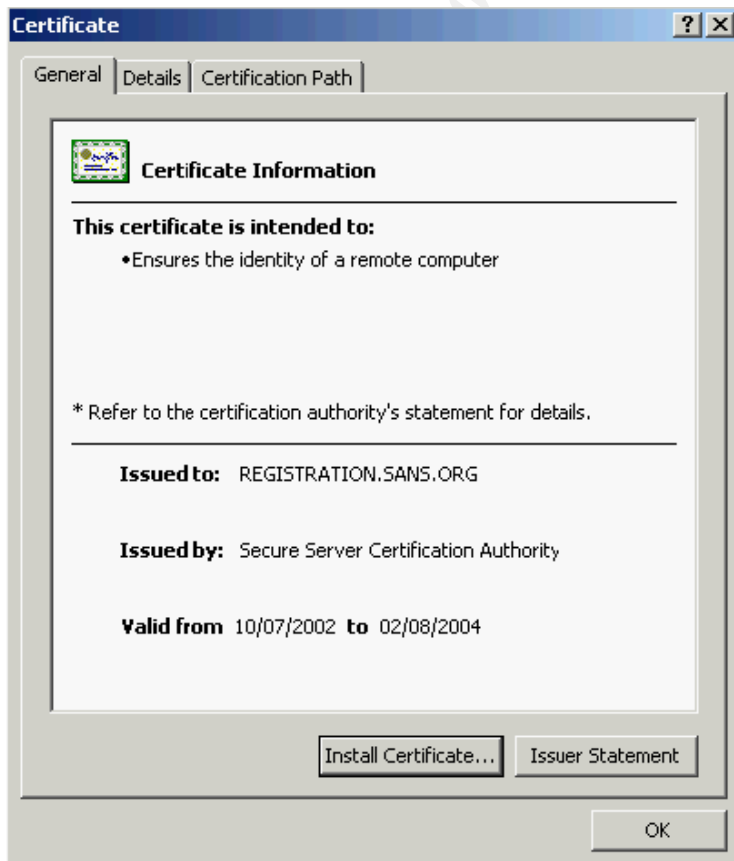 Certificate
General Details Certification Path
Certificate Information
This certificate is intended to:
•Ensures the identity of a remote computer
* Refer to the certification authority's statement for details.
Issued to: REGISTRATION.SANS.ORG
Issued by: Secure Server Certification Authority
Valid from 10/07/2002 to 02/08/2004
Install Certificate... Issuer Statement
OK